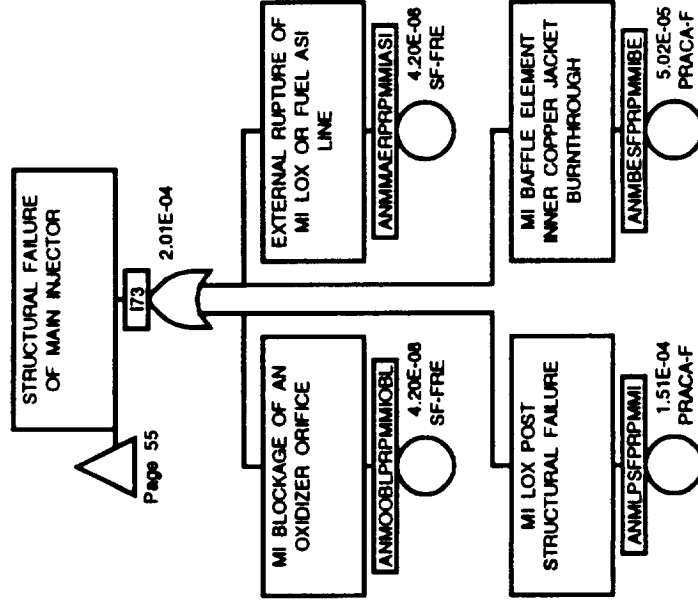 STRUCTURAL FAILURE
OF MAIN INJECTOR
I73
2.01E-04
Page 55
MI BLOCKAGE OF AN
OXIDIZER ORIFICE
ANMOOBLPRPMMIOBL
4.20E-08
SF-FRE
EXTERNAL RUPTURE OF
MI LOX OR FUEL ASI
LINE
ANMMAERPRPMMIASI
4.20E-08
SF-FRE
MI LOX POST
STRUCTURAL FAILURE
ANMLPSFPRPMMI
1.51E-04
PRACA-F
MI BAFFLE ELEMENT
INNER COPPER JACKET
BURNTHROUGH
ANMBESFPRPMMIBE
5.02E-05
PRACA-F